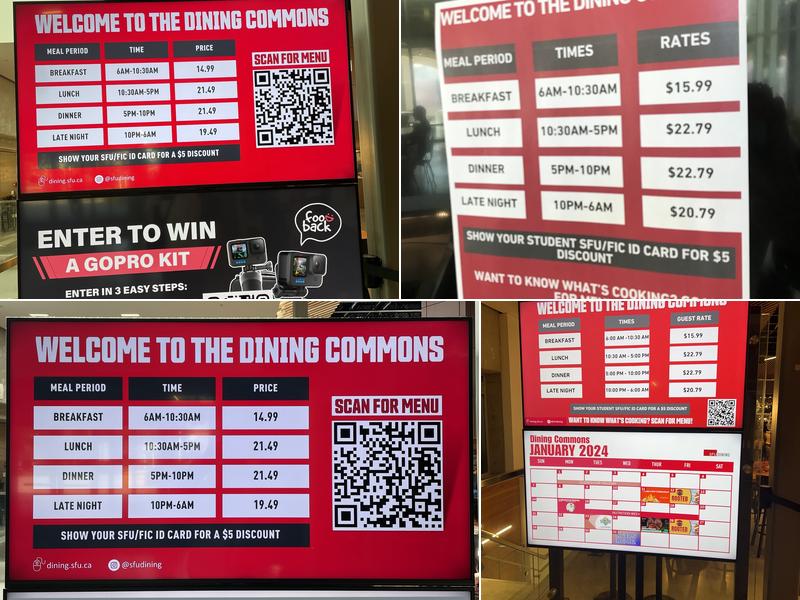 WELCOME TO THE DINING COMMONS
MEAL PERIOD TIME PRICE
BREAKFAST 6AM-10:30AM 14.99
LUNCH 10:30AM-5PM 21.49
DINNER 5PM-10PM 21.49
LATE NIGHT 10PM-6AM 19.49
SHOW YOUR SFU/FIC ID CARD FOR A $5 DISCOUNT
SCAN FOR MENU
dining.sfu.ca @sfudining
ENTER TO WIN
A GOPRO KIT
ENTER IN 3 EASY STEPS:
foo
back
WELCOME TO THE DINING
MEAL PERIOD TIMES RATES
BREAKFAST 6AM-10:30AM $15.99
LUNCH 10:30AM-5PM $22.79
DINNER 5PM-10PM $22.79
LATE NIGHT 10PM-6AM $20.79
SHOW YOUR STUDENT SFU/FIC ID CARD FOR $5
DISCOUNT
WANT TO KNOW WHAT'S COOKING?
WELCOME TO THE DINING COMMONS
MEAL PERIOD TIME PRICE
BREAKFAST 6AM-10:30AM 14.99
LUNCH 10:30AM-5PM 21.49
DINNER 5PM-10PM 21.49
LATE NIGHT 10PM-6AM 19.49
SHOW YOUR SFU/FIC ID CARD FOR A $5 DISCOUNT
SCAN FOR MENU
dining.sfu.ca @sfudining
WELCOME TO THE DINING COMMONS
MEAL PERIOD TIMES GUEST RATE
BREAKFAST 6:00 AM -10:30 AM $15.99
LUNCH 10:30 AM - 5:00 PM $22.79
DINNER 5:00 PM - 10:00 PM $22.79
LATE NIGHT 10:00 PM - 6:00 AM $20.79
SHOW YOUR STUDENT SFU/FIC ID CARD FOR A $5 DISCOUNT
WANT TO KNOW WHAT'S COOKING? SCAN FOR MENU!
Dining Commons
JANUARY 2024
SUN MON TUES WED THUR FRI SAT
ROOTED
ROOTED